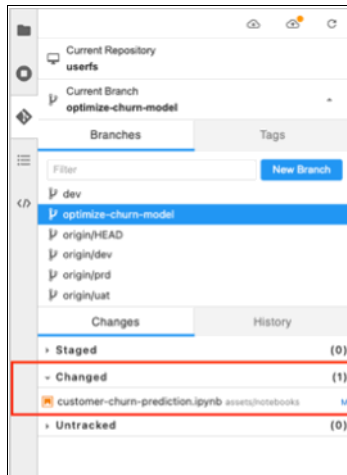 Current Repository
userfs
Current Branch
optimize-churn-model
Branches Tags
Filter New Branch
dev
optimize-churn-model
origin/HEAD
origin/dev
origin/prd
origin/uat
Changes History
Staged (0)
Changed (1)
customer-churn-prediction.ipynb assets/notebooks M
Untracked (0)